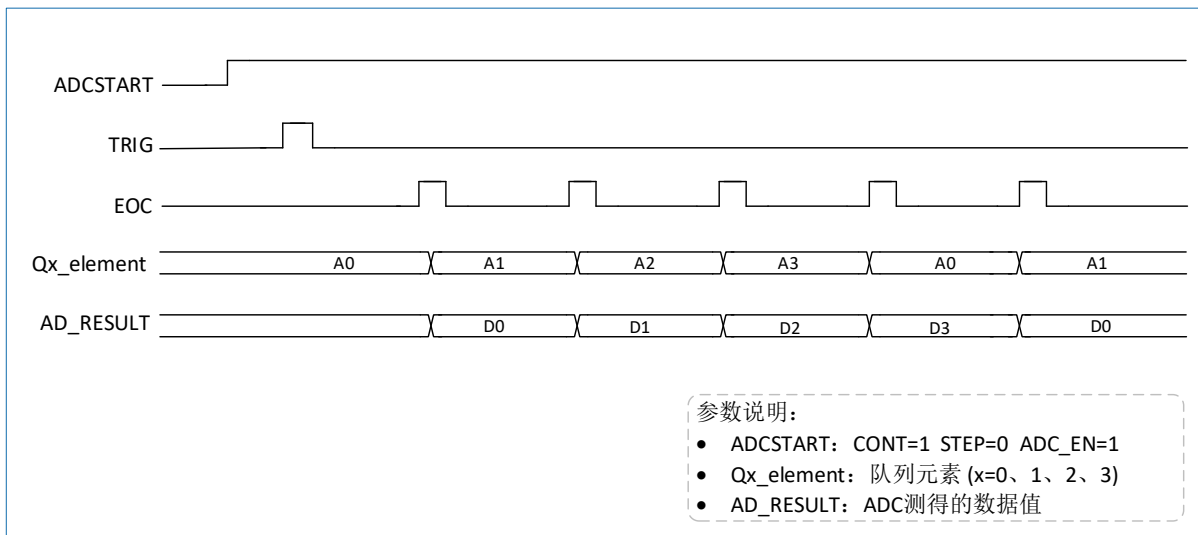 ADCSTART
TRIG
EOC
Qx_element A0 A1 A2 A3 A0 A1
AD_RESULT D0 D1 D2 D3 D0
参数说明：
• ADCSTART：CONT=1 STEP=0 ADC_EN=1
• Qx_element：队列元素 (x=0、1、2、3)
• AD_RESULT：ADC测得的数据值